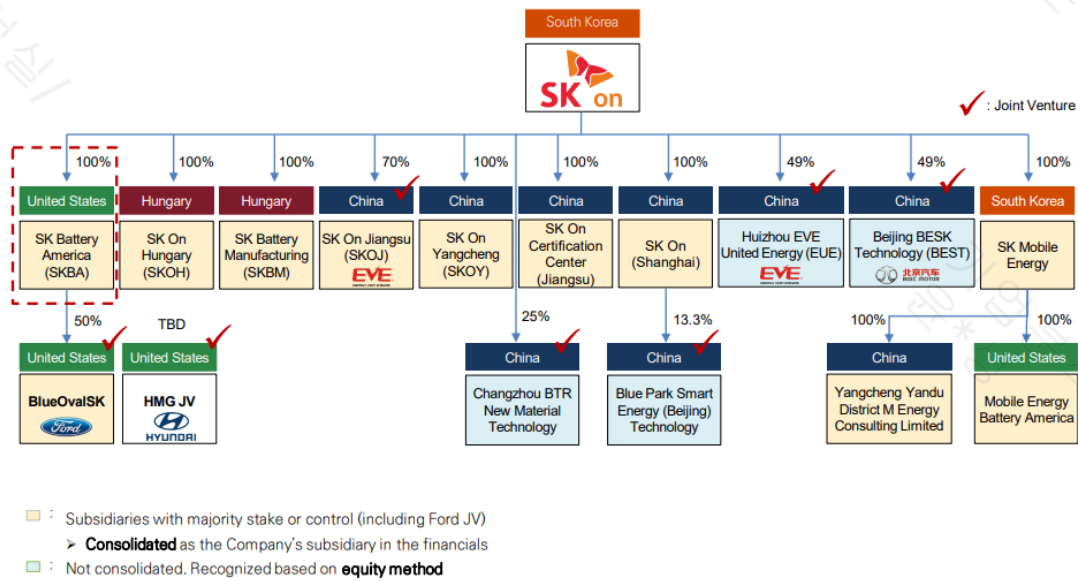 South Korea
SK on
: Joint Venture
100%
100%
100%
70%
100%
100%
100%
49%
49%
100%
United States
Hungary
Hungary
China
China
China
China
China
China
South Korea
SK Battery
America
(SKBA)
SK On
Hungary
(SKOH)
SK Battery
Manufacturing
(SKBM)
SK On Jiangsu
(SKOJ)
EVE
SK On
Yangcheng
(SKOY)
SK On
Certification
Center
(Jiangsu)
SK On
(Shanghai)
Huizhou EVE
United Energy (EUE)
EVE
Beijing BESK
Technology (BEST)
北京汽车
BAIC MOTOR
SK Mobile
Energy
50%
TBD
25%
13.3%
100%
100%
United States
United States
China
China
China
United States
BlueOvalSK
Ford
HMG JV
HYUNDAI
Changzhou BTR
New Material
Technology
Blue Park Smart
Energy (Beijing)
Technology
Yangcheng Yandu
District M Energy
Consulting Limited
Mobile Energy
Battery America
: Subsidiaries with majority stake or control (including Ford JV)
➢ Consolidated as the Company's subsidiary in the financials
: Not consolidated. Recognized based on equity method